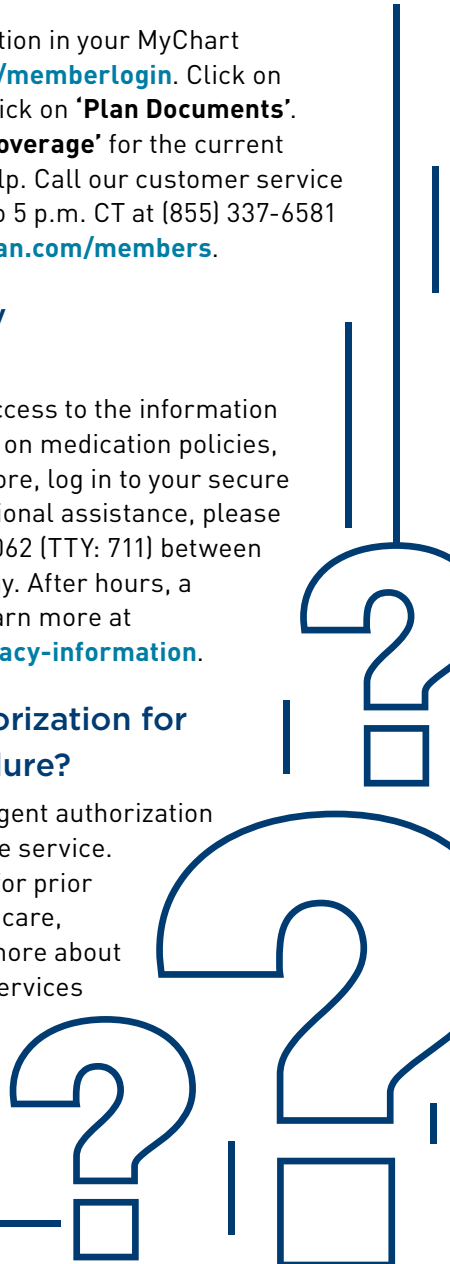 tion in your MyChart
/memberlogin. Click on
ick on ‘Plan Documents’.
overage’ for the current
lp. Call our customer service
o 5 p.m. CT at (855) 337-6581
an.com/members.
y
ccess to the information
on medication policies,
ore, log in to your secure
ional assistance, please
062 (TTY: 711) between
y. After hours, a
arn more at
acy-information.
orization for
dure?
gent authorization
e service.
for prior
care,
more about
ervices